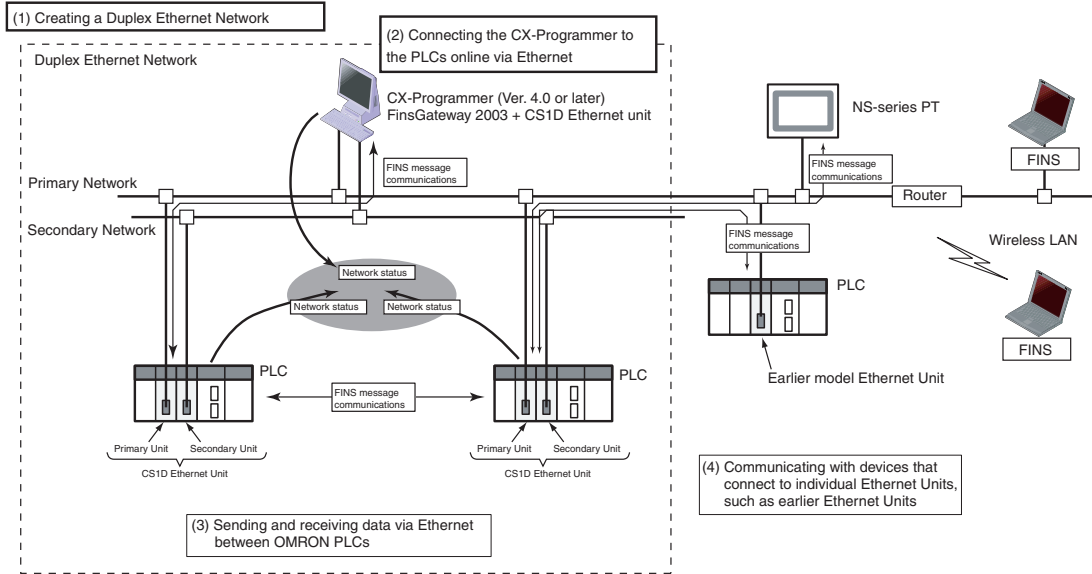 (1) Creating a Duplex Ethernet Network
(2) Connecting the CX-Programmer to
the PLCs online via Ethernet
Duplex Ethernet Network
CX-Programmer (Ver. 4.0 or later)
FinsGateway 2003 + CS1D Ethernet unit
NS-series PT
FINS
FINS message
communications
FINS message
communications
Primary Network
Router
Secondary Network
FINS message
communications
Wireless LAN
Network status
Network status
Network status
PLC
FINS
PLC
PLC
Earlier model Ethernet Unit
FINS message
communications
Primary Unit
Secondary Unit
CS1D Ethernet Unit
Primary Unit
Secondary Unit
CS1D Ethernet Unit
(4) Communicating with devices that
connect to individual Ethernet Units,
such as earlier Ethernet Units
(3) Sending and receiving data via Ethernet
between OMRON PLCs